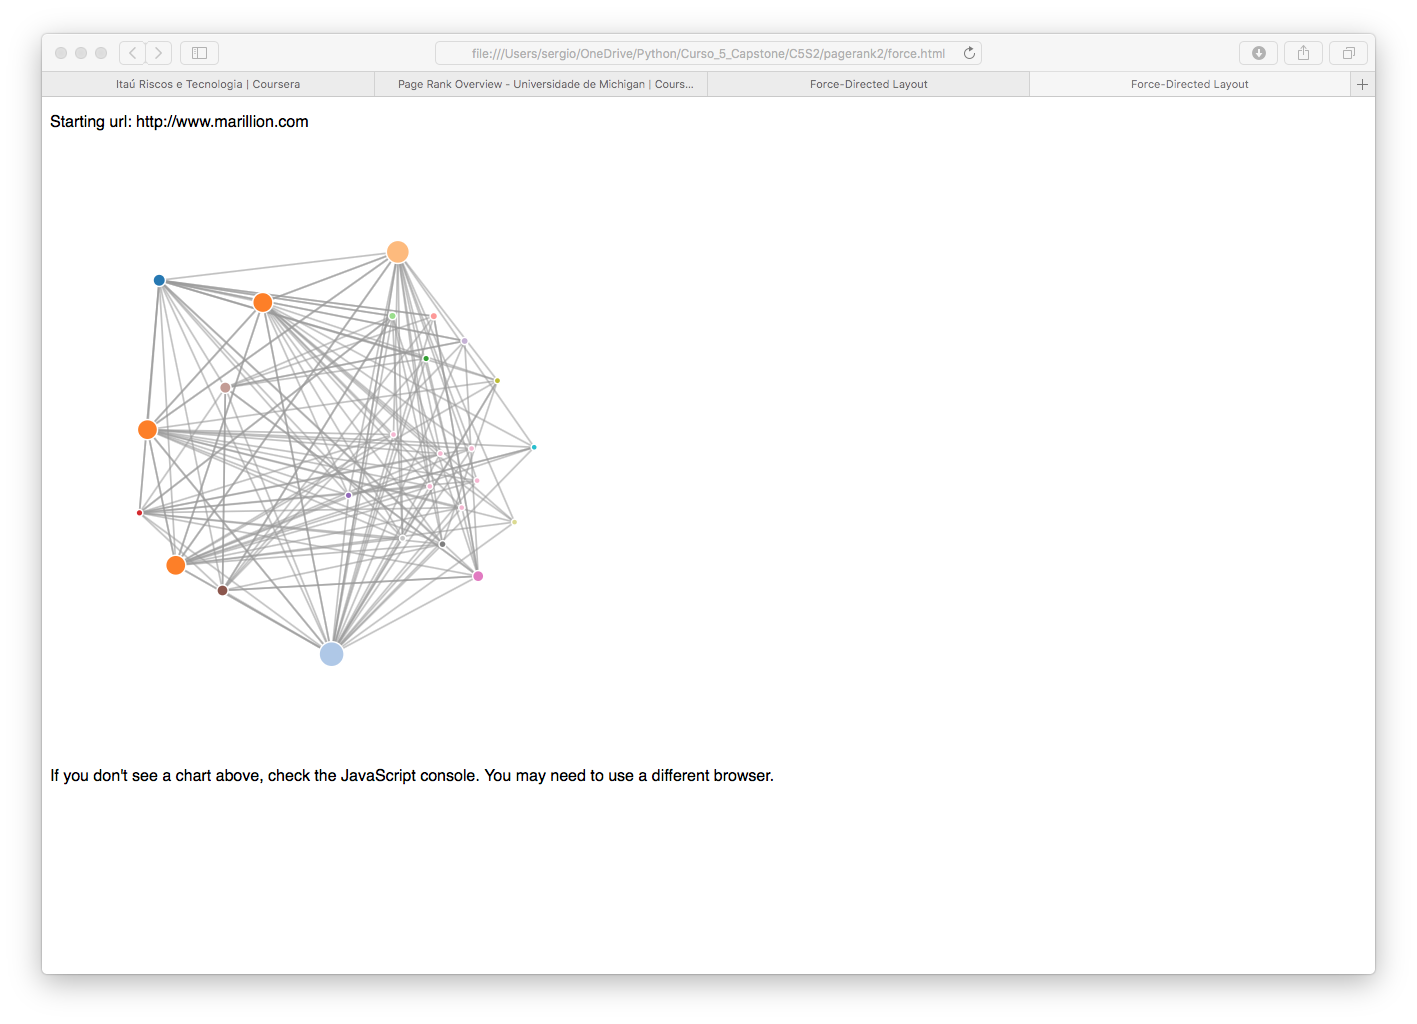 file:///Users/sergio/OneDrive/Python/Curso_5_Capstone/C5S2/pagerank2/force.html
Itaú Riscos e Tecnologia | Coursera
Page Rank Overview - Universidade de Michigan | Cours...
Force-Directed Layout
Force-Directed Layout
Starting url: http://www.marillion.com
If you don't see a chart above, check the JavaScript console. You may need to use a different browser.